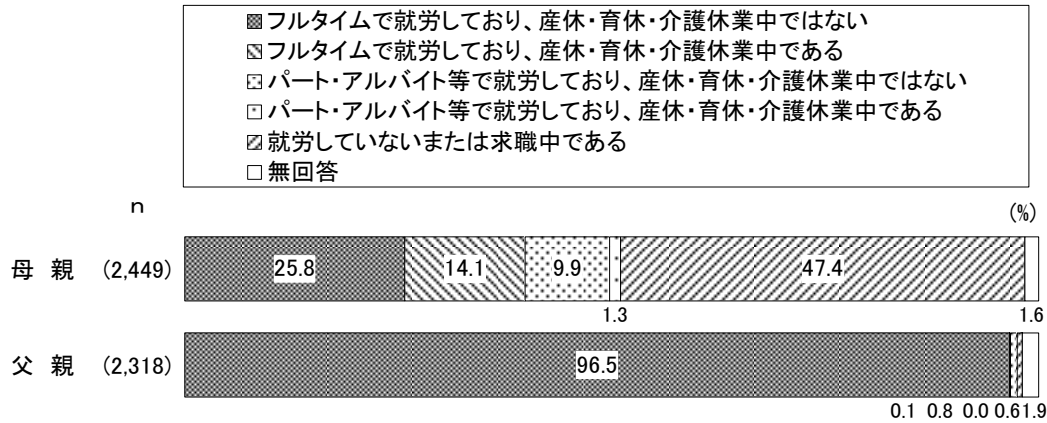 フルタイムで就労しており、産休・育休・介護休業中ではない
フルタイムで就労しており、産休・育休・介護休業中である
パート・アルバイト等で就労しており、産休・育休・介護休業中ではない
パート・アルバイト等で就労しており、産休・育休・介護休業中である
就労していないまたは求職中である
無回答
ｎ (%)
母 親 (2,449) 25.8 14.1 9.9 47.4
1.3 1.6
父 親 (2,318) 96.5
0.1 0.8 0.0 0.6 1.9